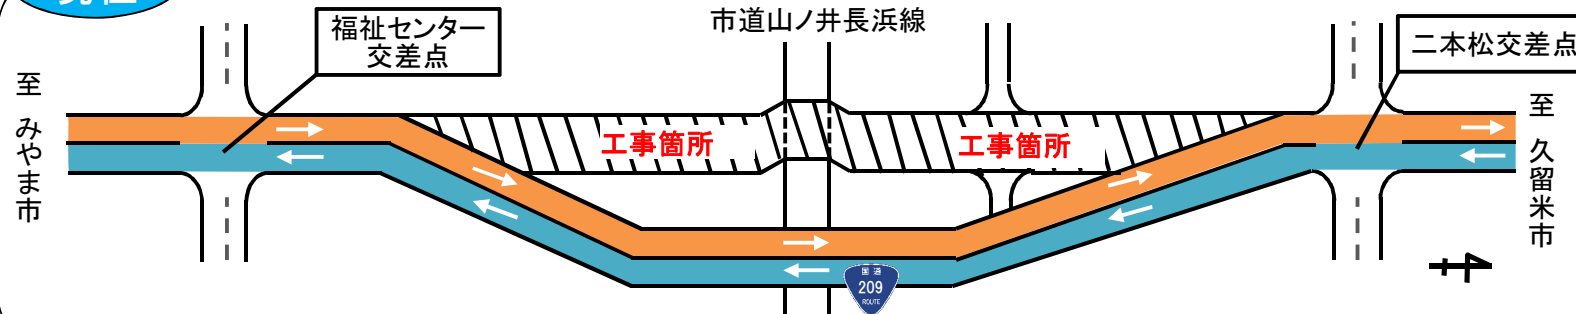 現在
福祉センター
交差点
市道山ノ井長浜線
二本松交差点
至 みやま市
工事箇所
工事箇所
至 久留米市
国道
209
ROUTE